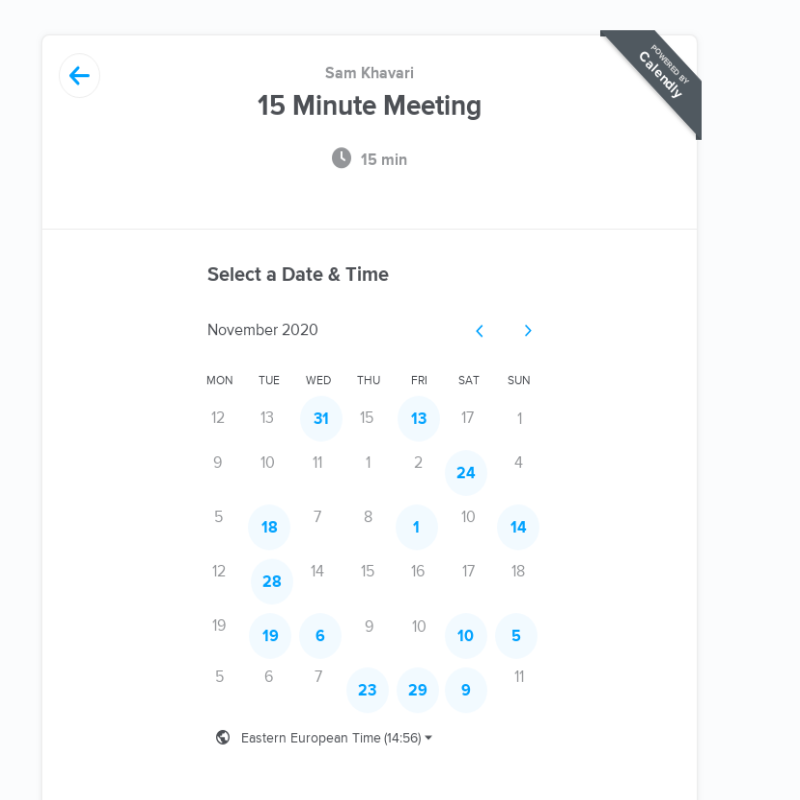 POWERED BY
Calendly
Sam Khavari
15 Minute Meeting
15 min
Select a Date & Time
November 2020
MON TUE WED THU FRI SAT SUN
12 13 31 15 13 17 1
9 10 11 1 2 24 4
5 18 7 8 1 10 14
12 28 14 15 16 17 18
19 19 6 9 10 10 5
5 6 7 23 29 9 11
Eastern European Time (14:56)